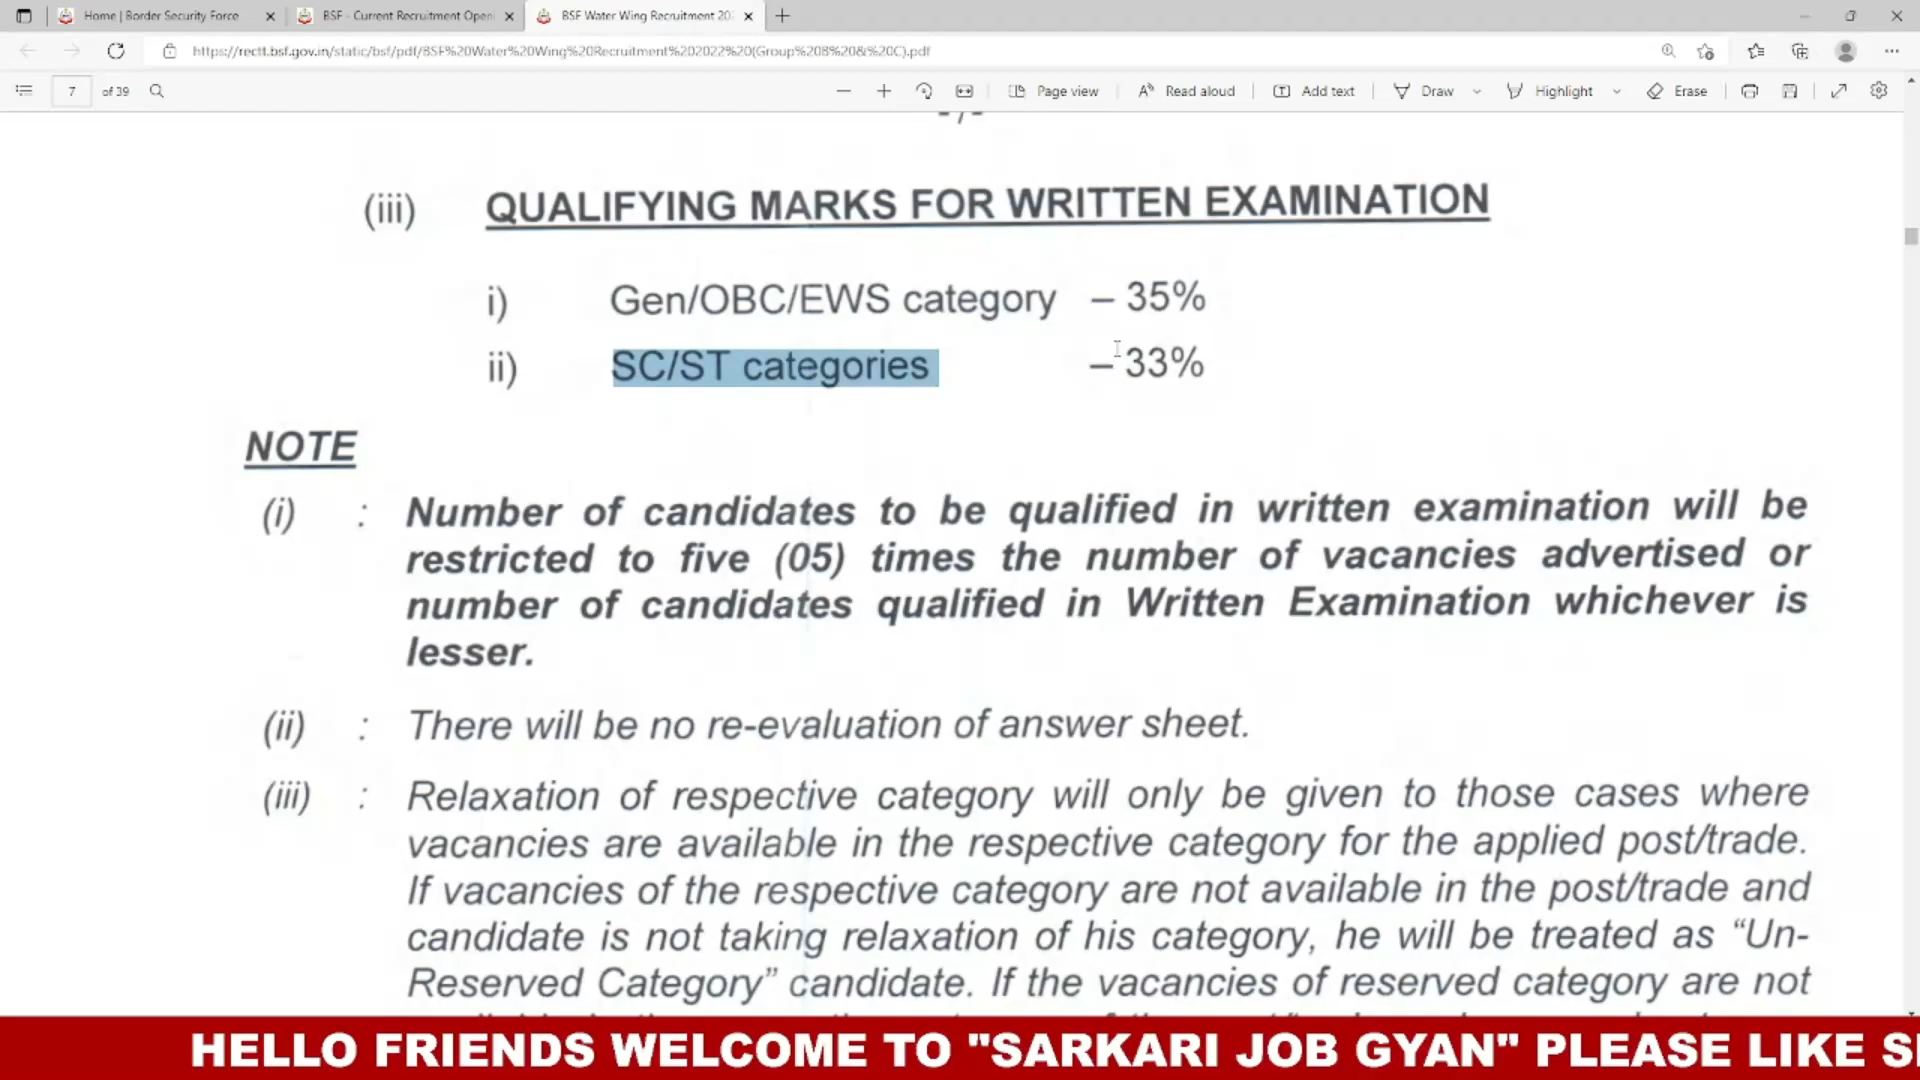 Home | Border Security Force
BSF - Current Recruitment Openi
BSF Water Wing Recruitment 202
https://rectt.bsf.gov.in/static/bsf/pdf/BSF%20Water%20Wing%20Recruitment%202022%20(Group%20B%20&%20C).pdf
7 of 39 Page view Read aloud Add text Draw Highlight Erase
(iii) QUALIFYING MARKS FOR WRITTEN EXAMINATION
i) Gen/OBC/EWS category – 35%
ii) SC/ST categories – 33%
NOTE
(i) : Number of candidates to be qualified in written examination will be
restricted to five (05) times the number of vacancies advertised or
number of candidates qualified in Written Examination whichever is
lesser.
(ii) : There will be no re-evaluation of answer sheet.
(iii) : Relaxation of respective category will only be given to those cases where
vacancies are available in the respective category for the applied post/trade.
If vacancies of the respective category are not available in the post/trade and
candidate is not taking relaxation of his category, he will be treated as “Un-
Reserved Category” candidate. If the vacancies of reserved category are not
HELLO FRIENDS WELCOME TO "SARKARI JOB GYAN" PLEASE LIKE